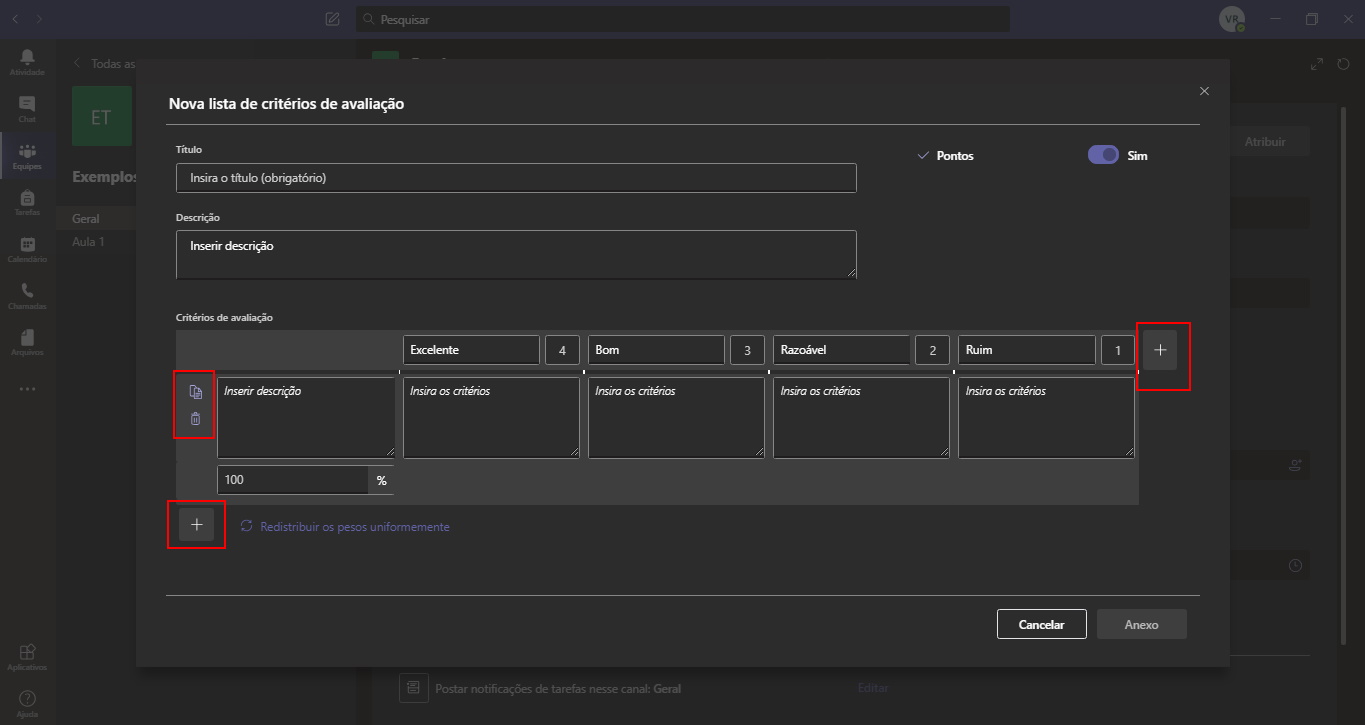 Pesquisar
VR
Atividade
Chat
Equipes
Tarefas
Calendário
Chamadas
Arquivos
Aplicativos
Ajuda
Todas as
ET
Exemplos
Geral
Aula 1
Atribuir
Nova lista de critérios de avaliação
Título
Insira o título (obrigatório)
Pontos
Sim
Descrição
Inserir descrição
Critérios de avaliação
Excelente 4 Bom 3 Razoável 2 Ruim 1
Inserir descrição Insira os critérios Insira os critérios Insira os critérios Insira os critérios
100 %
Redistribuir os pesos uniformemente
Cancelar Anexo
Postar notificações de tarefas nesse canal: Geral Editar